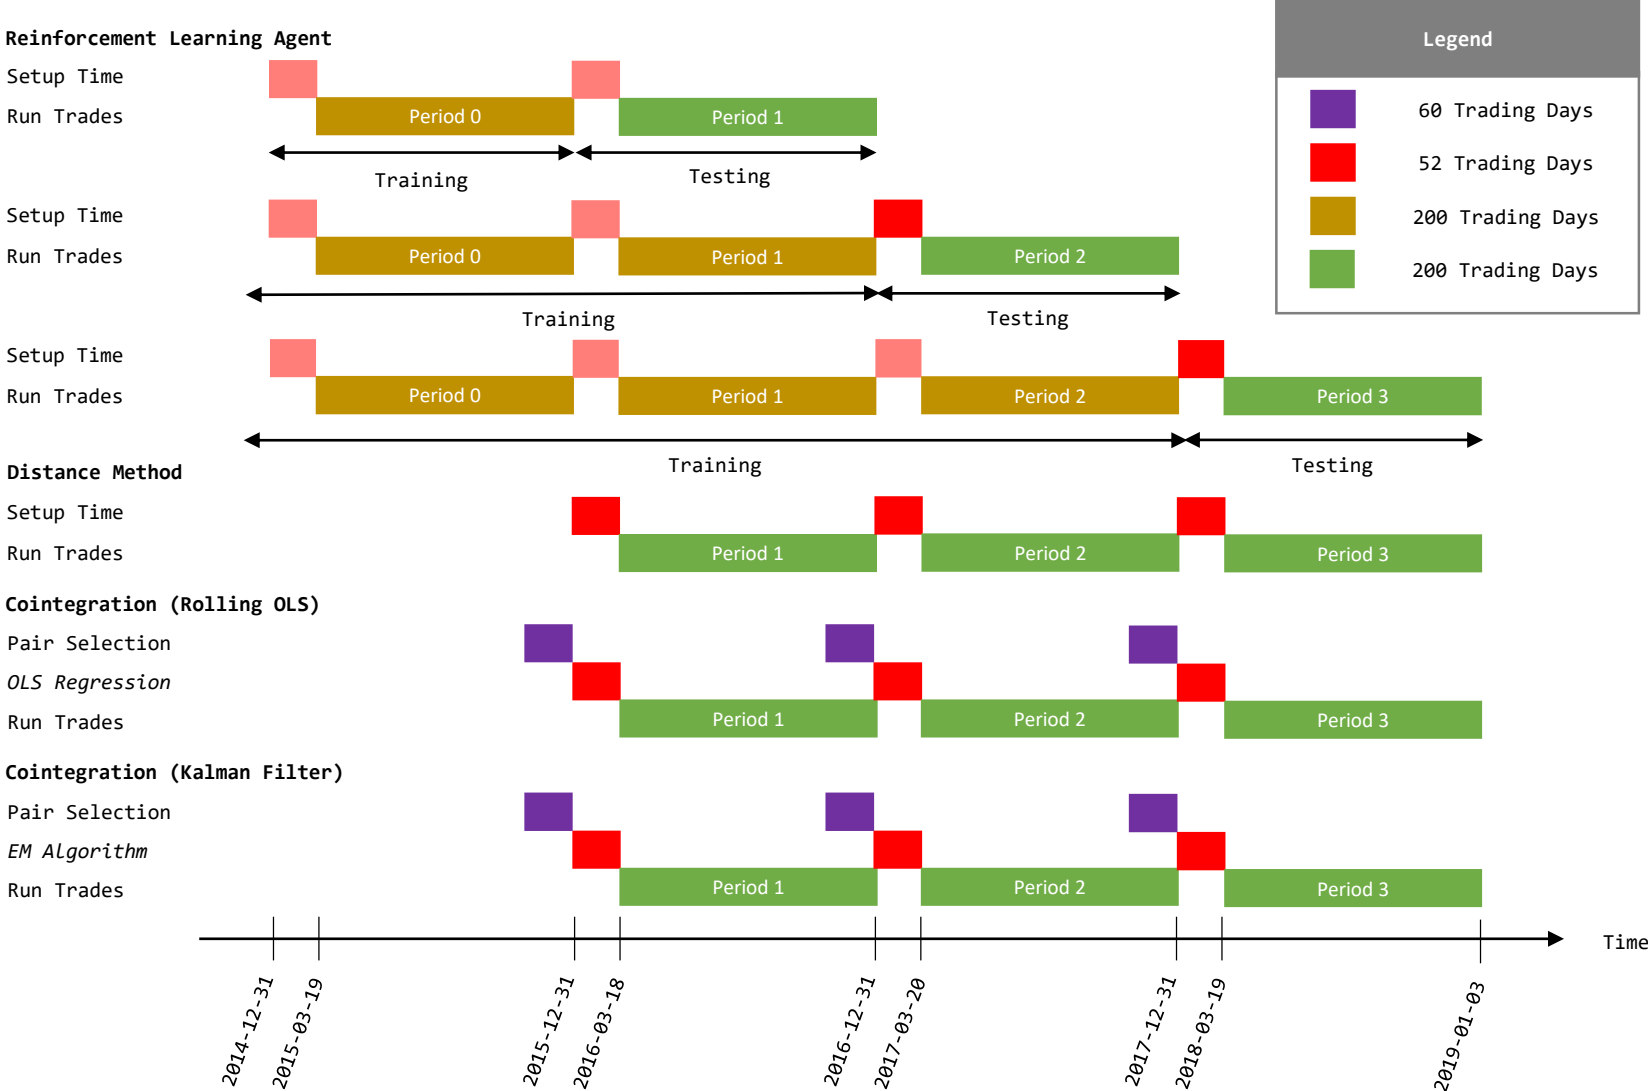 Reinforcement Learning Agent
Setup Time
Run Trades
Period 0
Period 1
Training
Testing
Setup Time
Run Trades
Period 0
Period 1
Period 2
Training
Testing
Setup Time
Run Trades
Period 0
Period 1
Period 2
Period 3
Training
Testing
Legend
60 Trading Days
52 Trading Days
200 Trading Days
200 Trading Days
Distance Method
Setup Time
Run Trades
Period 1
Period 2
Period 3
Cointegration (Rolling OLS)
Pair Selection
OLS Regression
Run Trades
Period 1
Period 2
Period 3
Cointegration (Kalman Filter)
Pair Selection
EM Algorithm
Run Trades
Period 1
Period 2
Period 3
Time
2014-12-31
2015-03-19
2015-12-31
2016-03-18
2016-12-31
2017-03-20
2017-12-31
2018-03-19
2019-01-03